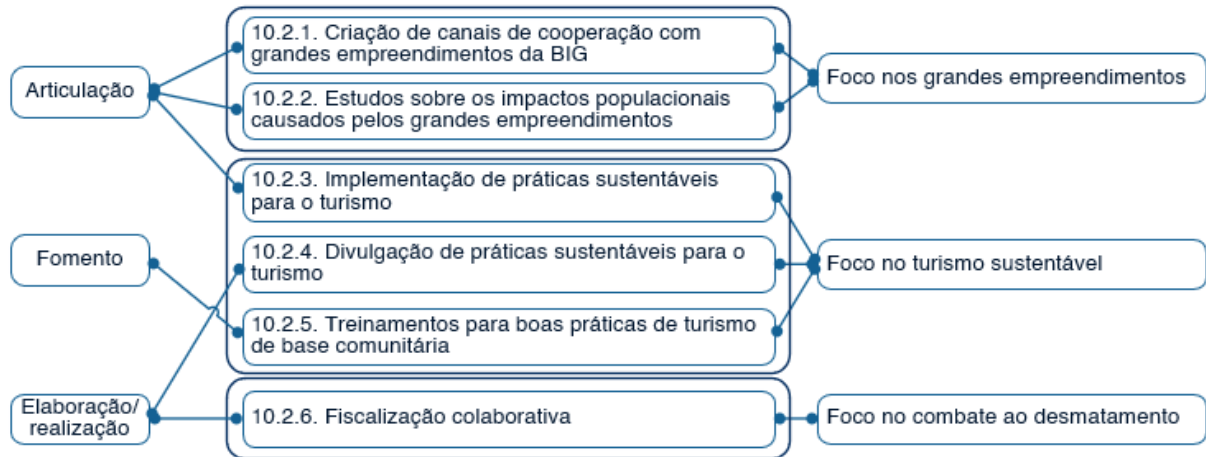 Articulação
Fomento
Elaboração/
realização
10.2.1. Criação de canais de cooperação com
grandes empreendimentos da BIG
10.2.2. Estudos sobre os impactos populacionais
causados pelos grandes empreendimentos
10.2.3. Implementação de práticas sustentáveis
para o turismo
10.2.4. Divulgação de práticas sustentáveis para o
turismo
10.2.5. Treinamentos para boas práticas de turismo
de base comunitária
10.2.6. Fiscalização colaborativa
Foco nos grandes empreendimentos
Foco no turismo sustentável
Foco no combate ao desmatamento